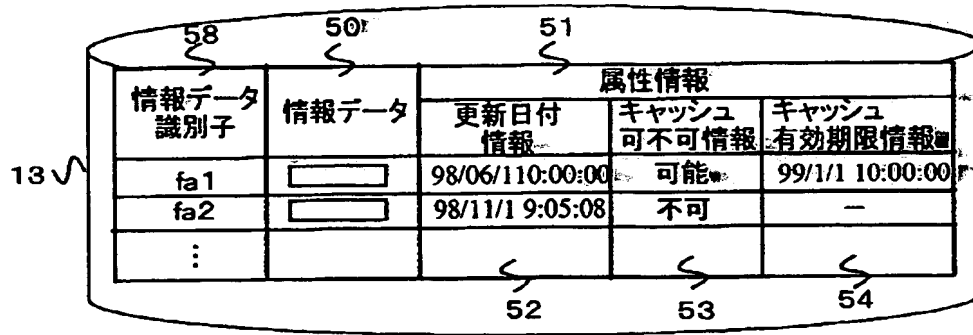 58 50 51
情報データ
識別子
情報データ
属性情報
更新日付
情報
キャッシュ
可不可情報
キャッシュ
有効期限情報
13
fa1 98/06/110:00:00 可能 99/1/1 10:00:00
fa2 98/11/1 9:05:08 不可 —
⋮
52 53 54